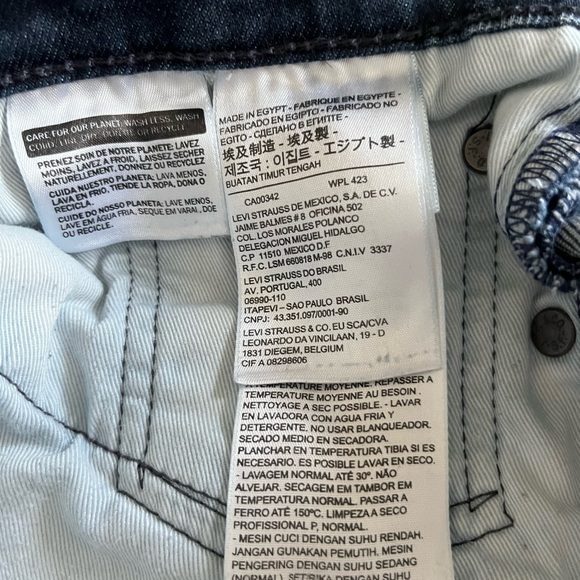 CARE FOR OUR PLANET: WASH LESS, WASH
COLD, LINE DRY, DONATE OR RECYCLE.
PRENEZ SOIN DE NOTRE PLANETE: LAVEZ
MOINS, LAVEZ A FROID, LAISSEZ SECHER
NATURELLEMENT, DONNEZ OU RECYCLEZ
CUIDA NUESTRO PLANETA: LAVA MENOS,
LAVA EN FRIO, TIENDE LA ROPA, DONA O
RECICLA.
CUIDE DO NOSSO PLANETA: LAVE MENOS,
LAVE EM ÁGUA FRIA, SEQUE EM VARAL, DOE
OU RECICLE.
MADE IN EGYPT - FABRIQUE EN EGYPTE -
FABRICADO EN EGIPTO - FABRICADO NO
EGITO - СДЕЛАНО В ЕГИПТЕ -
埃及制造 - 埃及製 -
제조국 : 이집트 - エジプト製 -
BUATAN TIMUR TENGAH
CA00342 WPL 423
LEVI STRAUSS DE MEXICO, S.A. DE C.V.
JAIME BALMES # 8 OFICINA 502
COL. LOS MORALES POLANCO
DELEGACION MIGUEL HIDALGO
C.P 11510 MEXICO D.F
R.F.C. LSM 660818 M-98 C.N.I.V 3337
LEVI STRAUSS DO BRASIL
AV. PORTUGAL, 400
06990-110
ITAPEVI – SAO PAULO BRASIL
CNPJ: 43.351.097/0001-90
LEVI STRAUSS & CO. EU SCA/CVA
LEONARDO DA VINCILAAN, 19 - D
1831 DIEGEM, BELGIUM
CIF A 08298606
A TEMPERATURE MOYENNE. REPASSER A
TEMPERATURE MOYENNE AU BESOIN .
NETTOYAGE A SEC POSSIBLE. - LAVAR
EN LAVADORA CON AGUA FRIA Y
DETERGENTE, NO USAR BLANQUEADOR.
SECADO MEDIO EN SECADORA.
PLANCHAR EN TEMPERATURA TIBIA SI ES
NECESARIO. ES POSIBLE LAVAR EN SECO.
- LAVAGEM NORMAL ATÉ 30º. NÃO
ALVEJAR. SECAGEM EM TAMBOR EM
TEMPERATURA NORMAL. PASSAR A
FERRO ATÉ 150ºC. LIMPEZA A SECO
PROFISSIONAL P, NORMAL.
- MESIN CUCI DENGAN SUHU RENDAH.
JANGAN GUNAKAN PEMUTIH. MESIN
PENGERING DENGAN SUHU
SEDANG (NORMAL). SETRIKA DENGAN SUHU